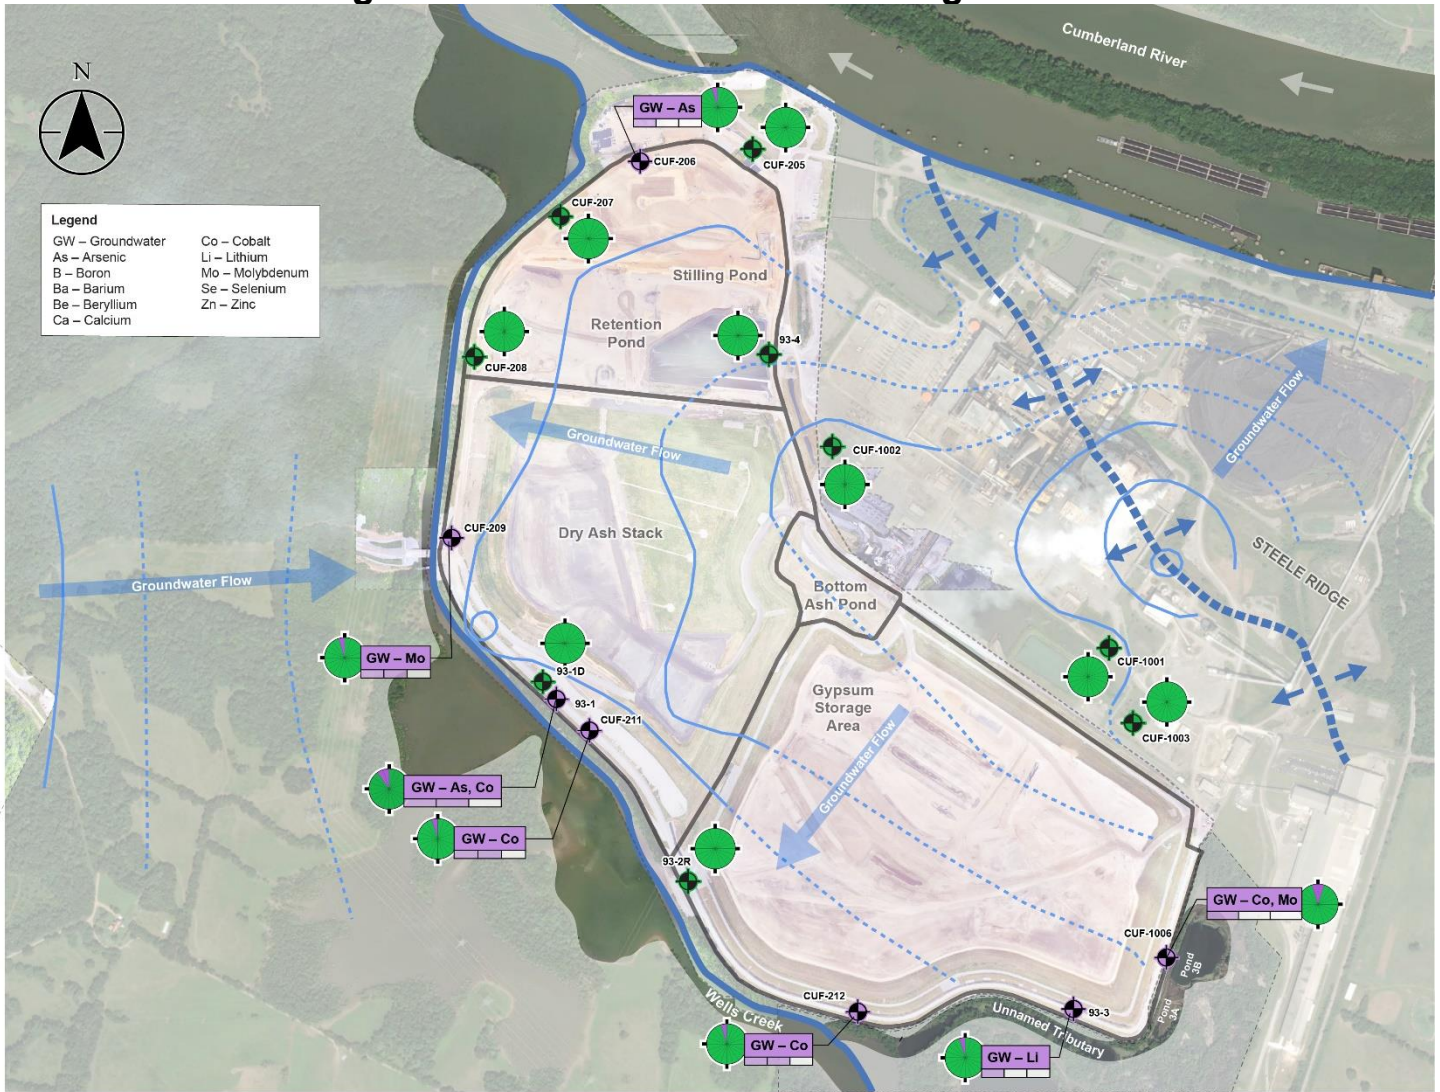 Cumberland River
N
GW – As
CUF-206
CUF-205
CUF-207
Legend
GW – Groundwater
As – Arsenic
B – Boron
Ba – Barium
Be – Beryllium
Ca – Calcium
Co – Cobalt
Li – Lithium
Mo – Molybdenum
Se – Selenium
Zn – Zinc
Stilling Pond
Retention
Pond
93-4
CUF-208
Groundwater Flow
Groundwater Flow
CUF-1002
CUF-209
Dry Ash Stack
STEELE RIDGE
Groundwater Flow
Bottom
Ash Pond
GW – Mo
93-1D
93-1
CUF-211
CUF-1001
Gypsum
Storage
Area
CUF-1003
Groundwater Flow
GW – As, Co
GW – Co
93-2R
GW – Co, Mo
CUF-1006
Pond
3B
Pond
3A
CUF-212
93-3
Wells Creek
Unnamed Tributary
GW – Co
GW – Li